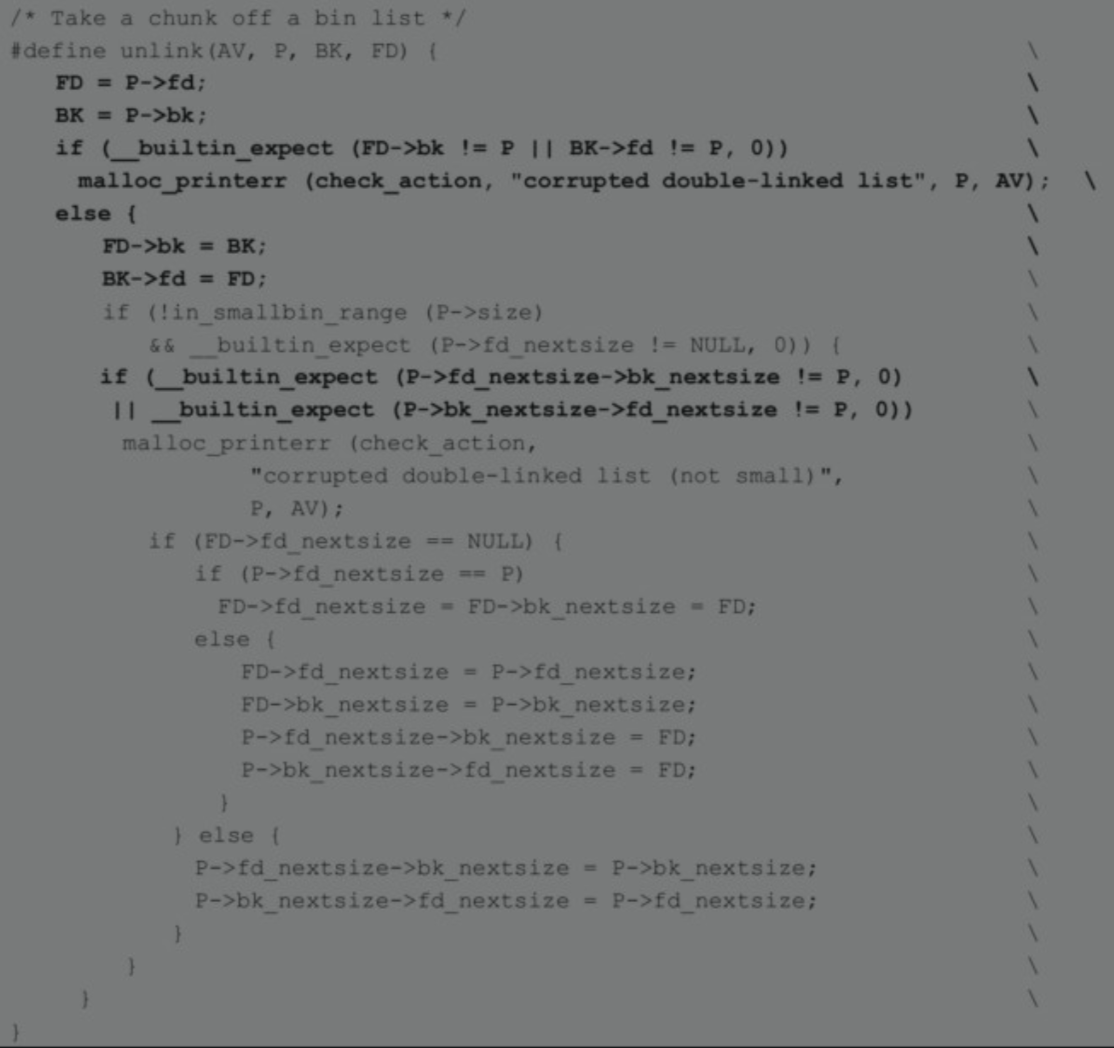 /* Take a chunk off a bin list */
#define unlink(AV, P, BK, FD) { \
FD = P->fd; \
BK = P->bk; \
if (__builtin_expect (FD->bk != P || BK->fd != P, 0)) \
malloc_printerr (check_action, "corrupted double-linked list", P, AV); \
else { \
FD->bk = BK; \
BK->fd = FD; \
if (!in_smallbin_range (P->size) \
&& __builtin_expect (P->fd_nextsize != NULL, 0)) { \
if (__builtin_expect (P->fd_nextsize->bk_nextsize != P, 0) \
|| __builtin_expect (P->bk_nextsize->fd_nextsize != P, 0)) \
malloc_printerr (check_action, \
"corrupted double-linked list (not small)", \
P, AV); \
if (FD->fd_nextsize == NULL) { \
if (P->fd_nextsize == P) \
FD->fd_nextsize = FD->bk_nextsize = FD; \
else { \
FD->fd_nextsize = P->fd_nextsize; \
FD->bk_nextsize = P->bk_nextsize; \
P->fd_nextsize->bk_nextsize = FD; \
P->bk_nextsize->fd_nextsize = FD; \
} \
} else { \
P->fd_nextsize->bk_nextsize = P->bk_nextsize; \
P->bk_nextsize->fd_nextsize = P->fd_nextsize; \
} \
} \
} \
}